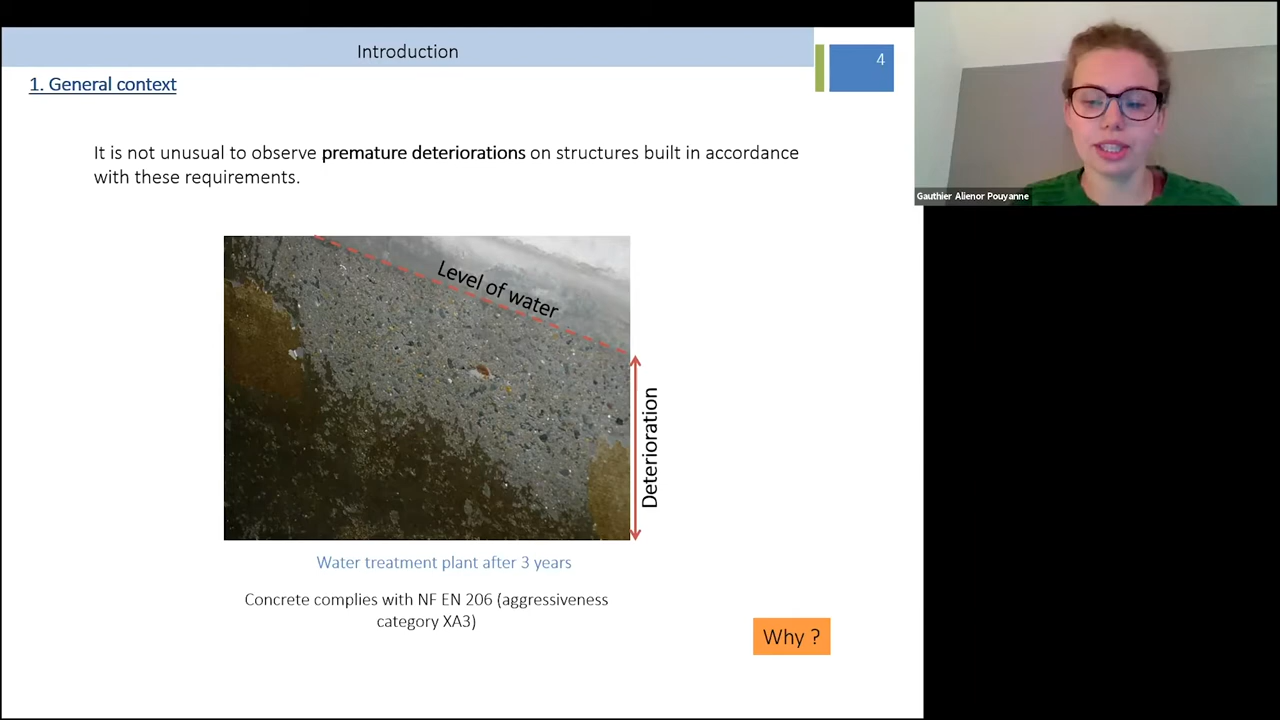 Introduction
4
1. General context
It is not unusual to observe premature deteriorations on structures built in accordance
with these requirements.
Level of water
Deterioration
Water treatment plant after 3 years
Concrete complies with NF EN 206 (aggressiveness
category XA3)
Why ?
Gauthier Alienor Pouyanne